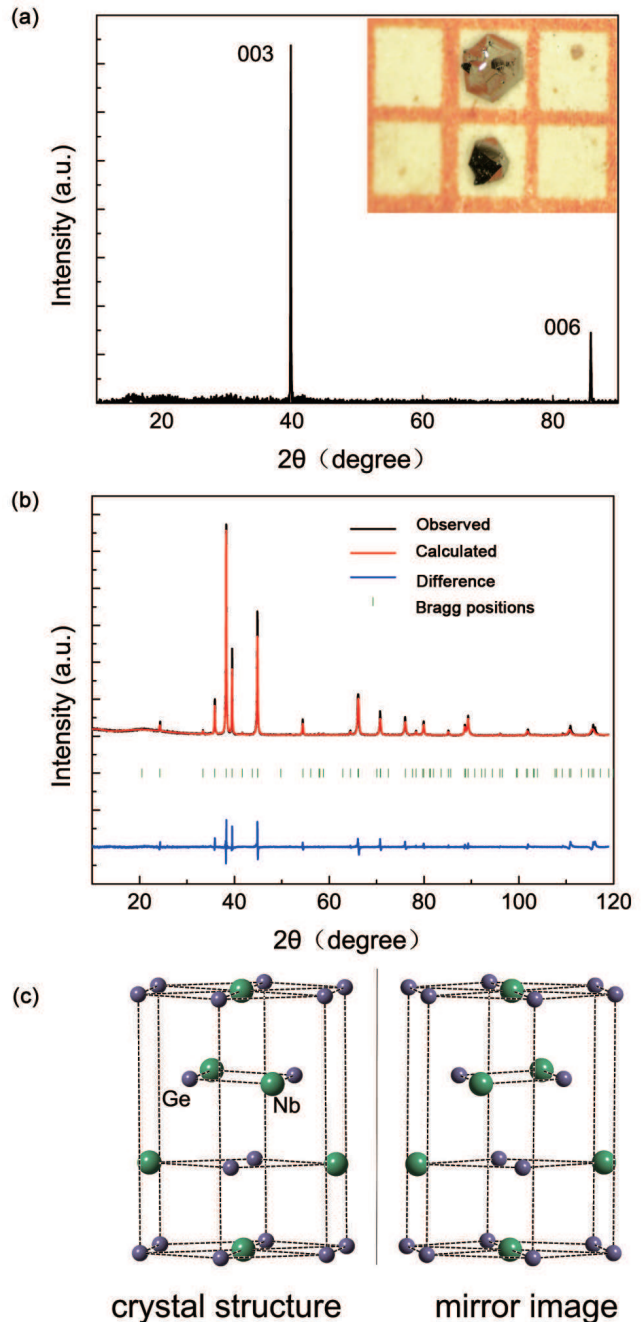 (a)
003
006
Intensity (a.u.)
20 40 60 80
2θ（degree）
(b)
Observed
Calculated
Difference
Bragg positions
Intensity (a.u.)
20 40 60 80 100 120
2θ（degree）
(c)
Ge
Nb
crystal structure mirror image